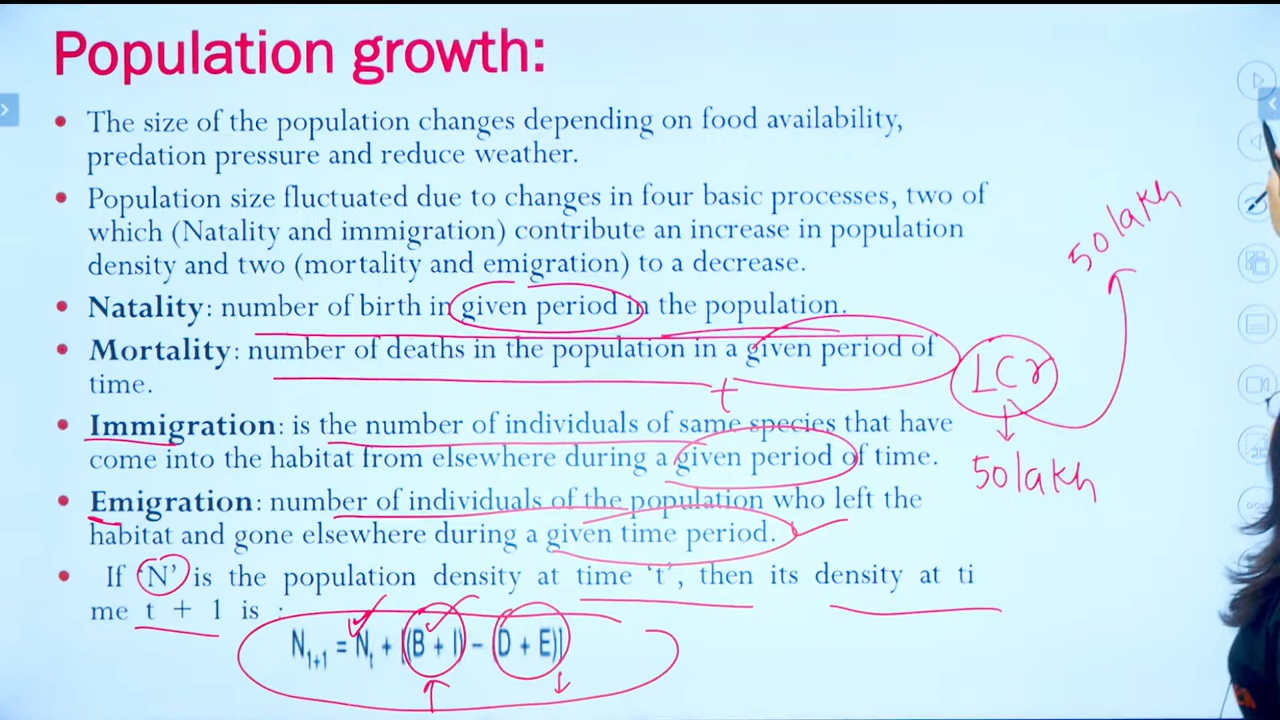 Population growth:
• The size of the population changes depending on food availability,
predation pressure and reduce weather.
• Population size fluctuated due to changes in four basic processes, two of
which (Natality and immigration) contribute an increase in population
density and two (mortality and emigration) to a decrease.
• Natality: number of birth in given period in the population.
• Mortality: number of deaths in the population in a given period of
time.
• Immigration: is the number of individuals of same species that have
come into the habitat from elsewhere during a given period of time.
• Emigration: number of individuals of the population who left the
habitat and gone elsewhere during a given time period.
• If 'N' is the population density at time 't', then its density at ti
me t + 1 is :
N1+1 = Nt + [(B + I) – (D + E)]
50 lakh
50 lakh